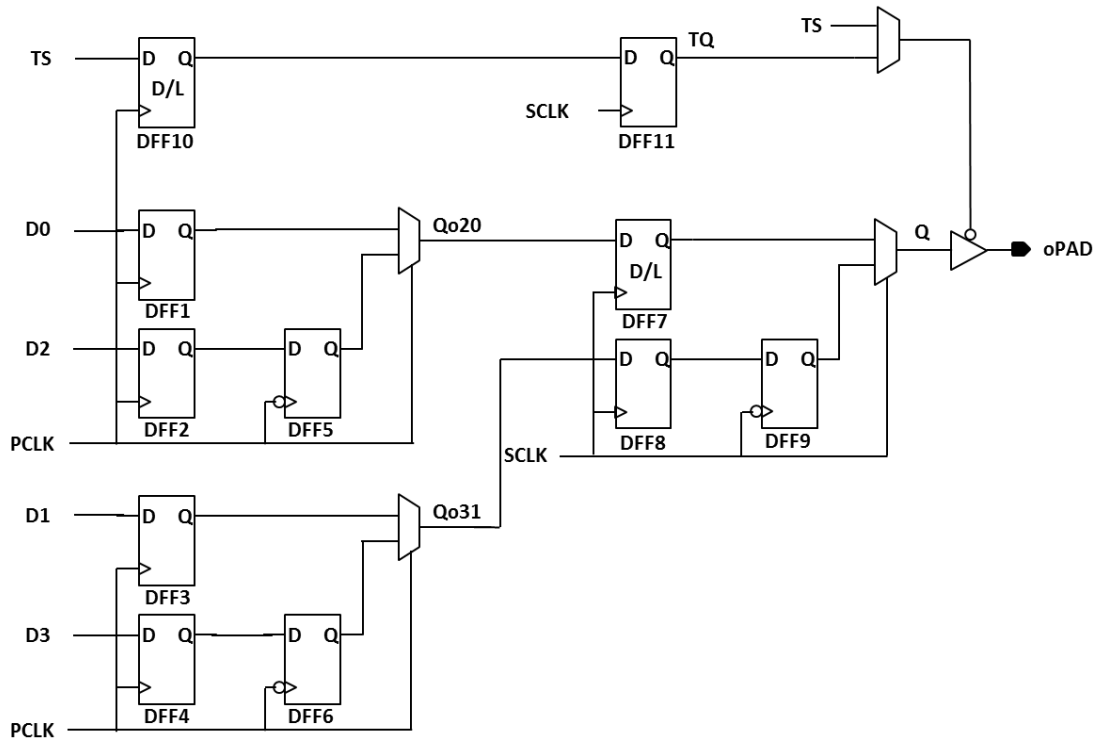 TS
D Q
D/L
DFF10
SCLK
D Q
DFF11
TQ
TS
D0
D Q
DFF1
D2
D Q
DFF2
D Q
DFF5
PCLK
Qo20
D Q
D/L
DFF7
D Q
DFF8
D Q
DFF9
SCLK
Q
oPAD
D1
D Q
DFF3
D3
D Q
DFF4
D Q
DFF6
PCLK
Qo31